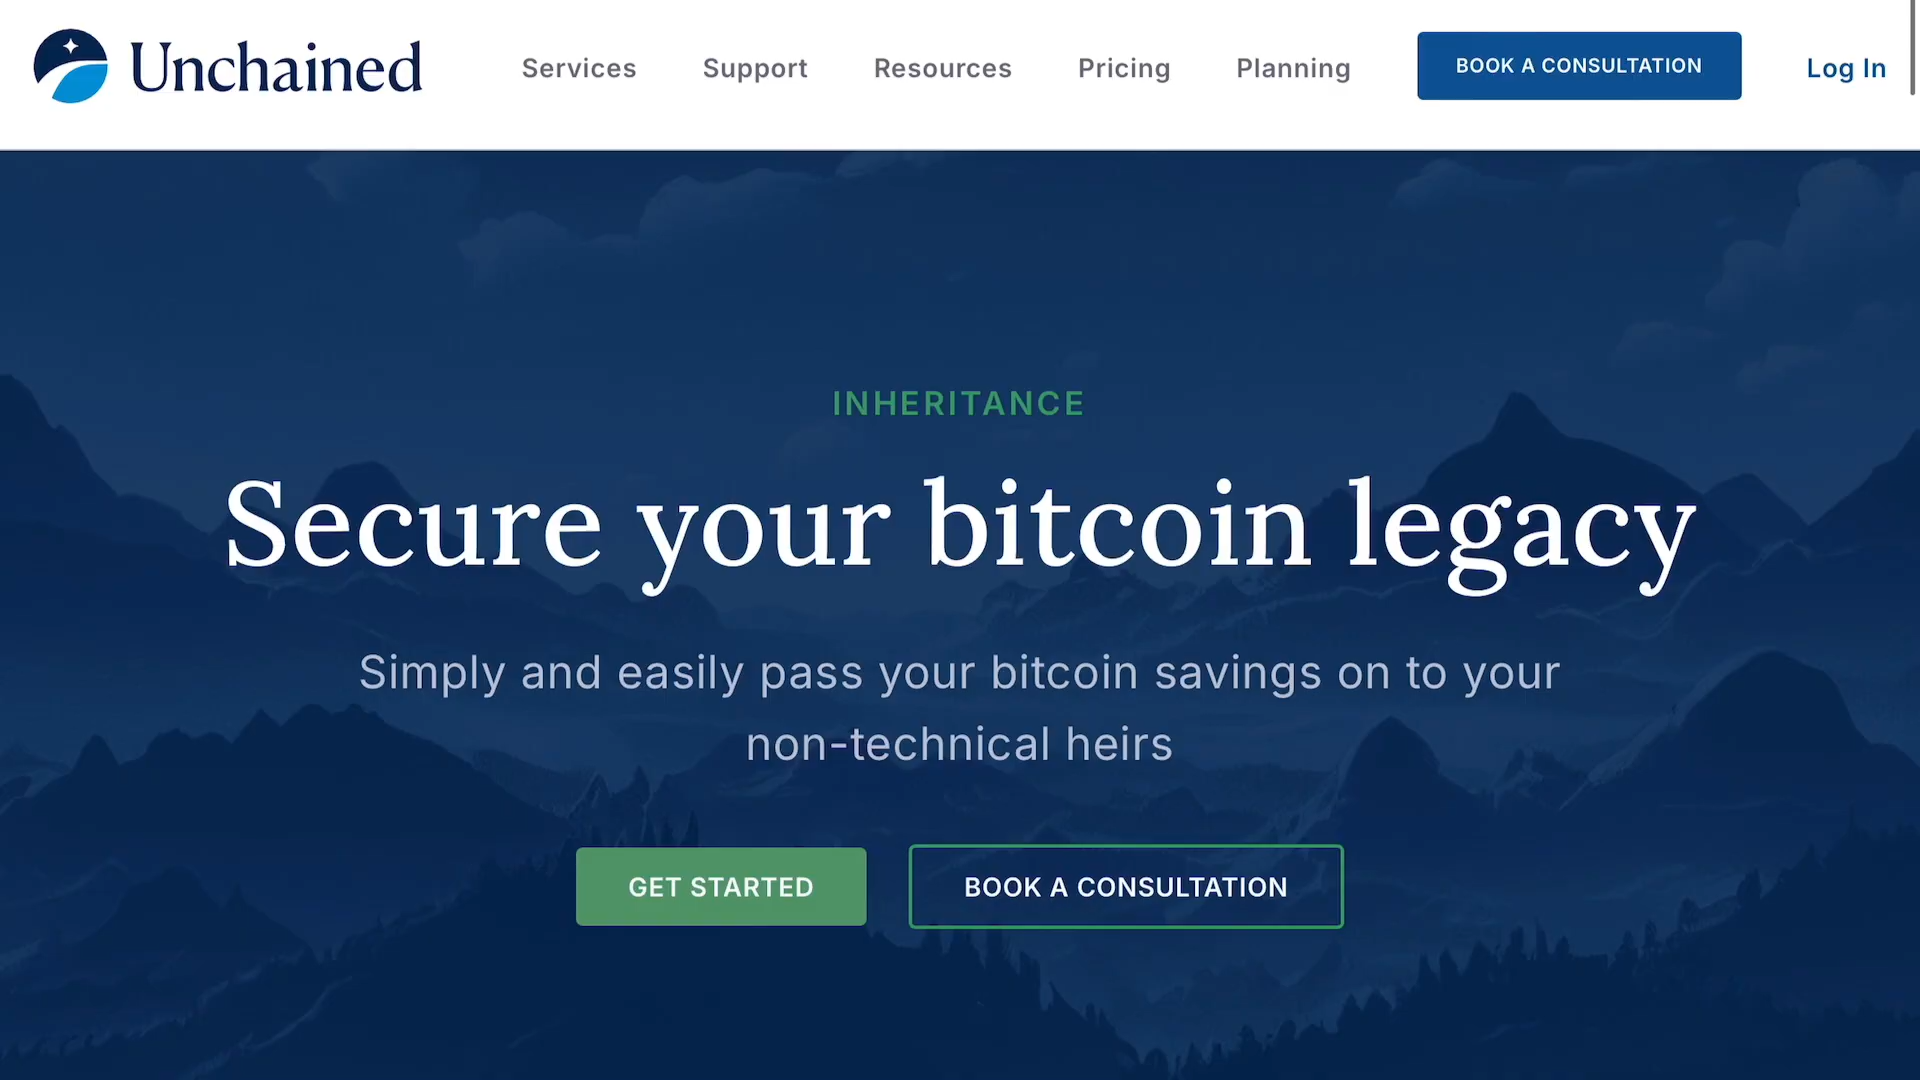 Unchained
Services
Support
Resources
Pricing
Planning
BOOK A CONSULTATION
Log In
INHERITANCE
Secure your bitcoin legacy
Simply and easily pass your bitcoin savings on to your
non-technical heirs
GET STARTED
BOOK A CONSULTATION